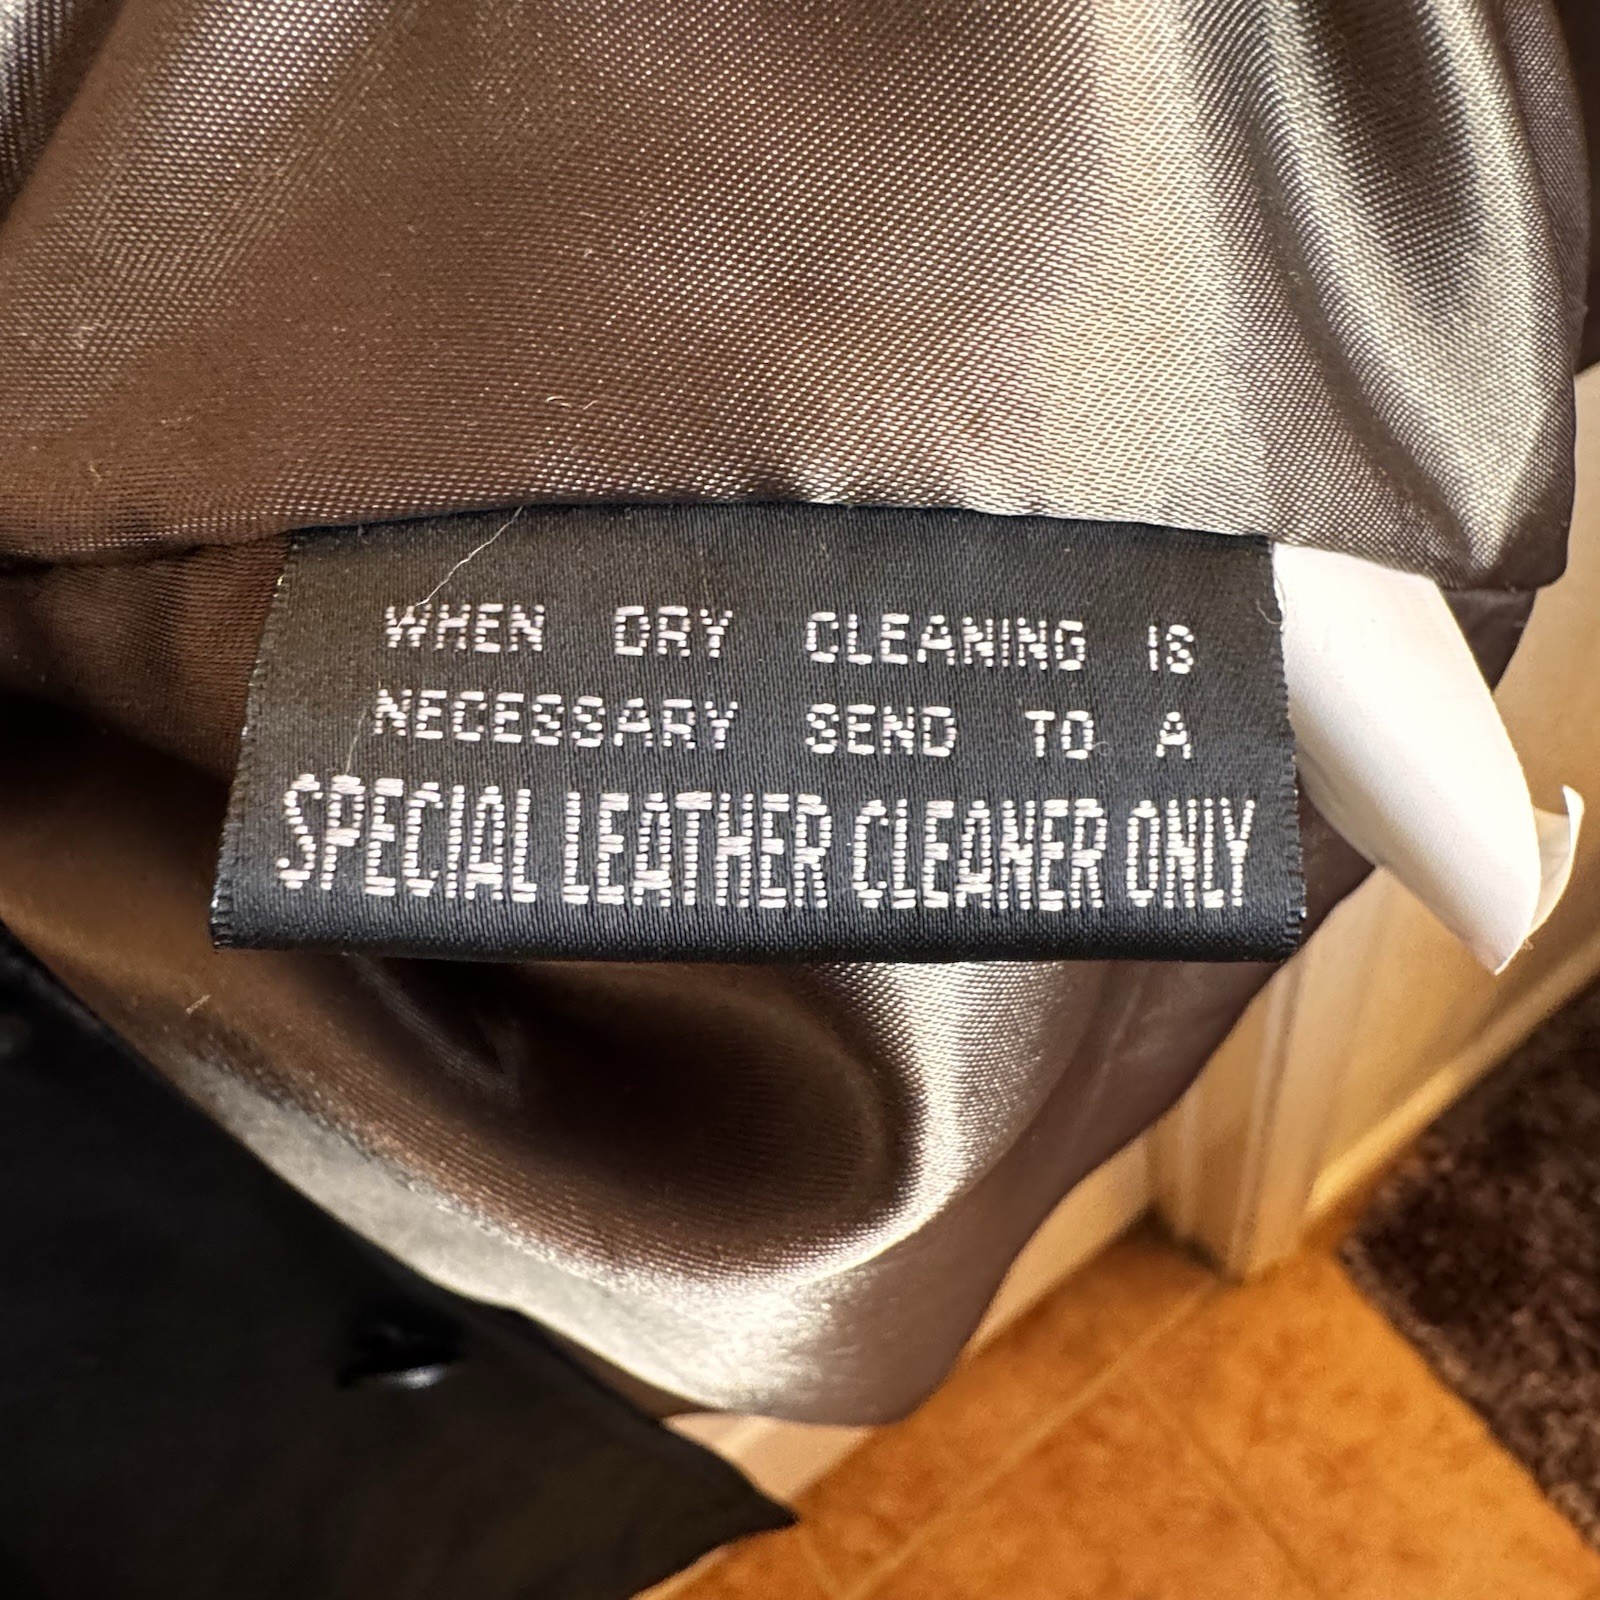 WHEN DRY CLEANING IS
NECESSARY SEND TO A
SPECIAL LEATHER CLEANER ONLY